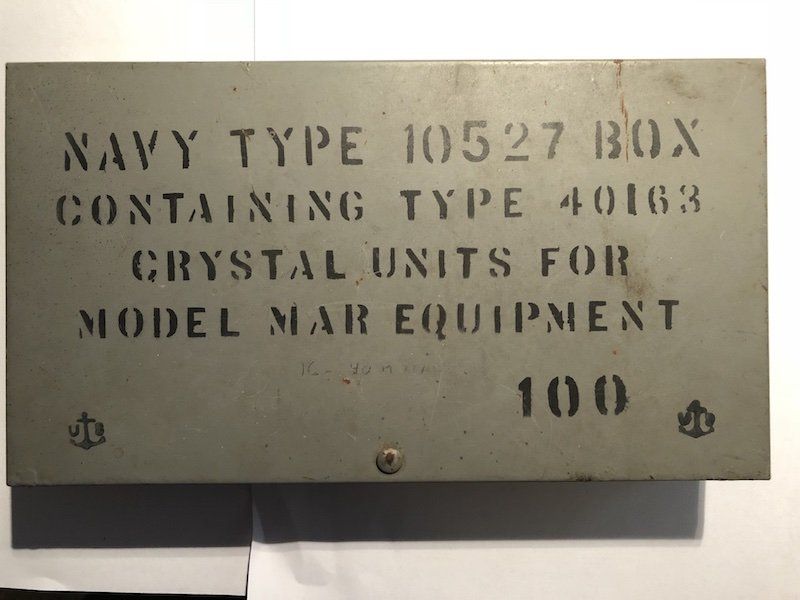 NAVY TYPE 10527 BOX
CONTAINING TYPE 40163
CRYSTAL UNITS FOR
MODEL MAR EQUIPMENT
100
U S
U S